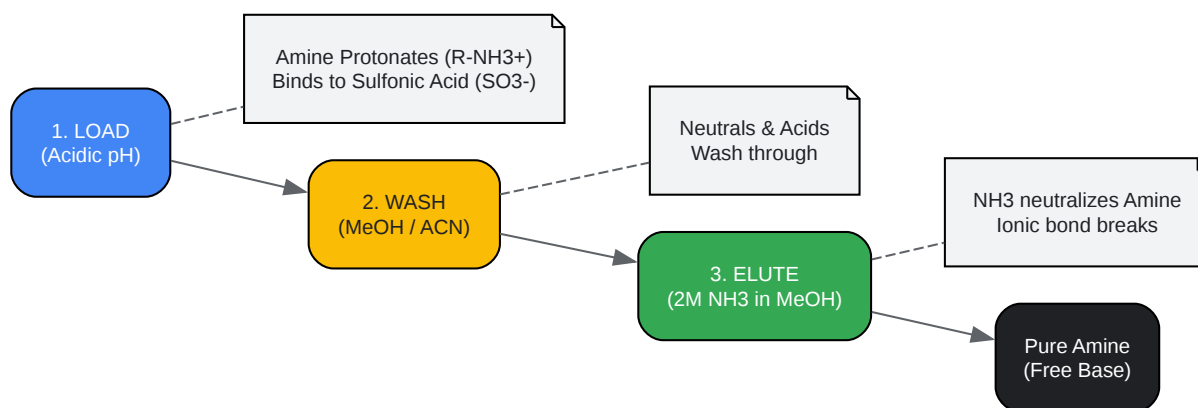 Amine Protonates (R-NH3+)
Binds to Sulfonic Acid (SO3-)
1. LOAD
(Acidic pH)
Neutrals & Acids
Wash through
2. WASH
(MeOH / ACN)
NH3 neutralizes Amine
Ionic bond breaks
3. ELUTE
(2M NH3 in MeOH)
Pure Amine
(Free Base)